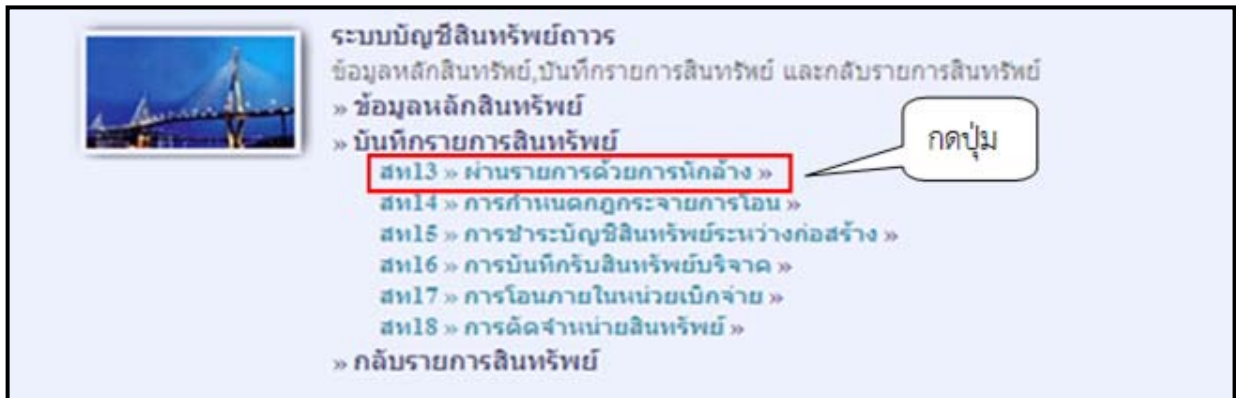 ระบบบัญชีสินทรัพย์ถาวร
ข้อมูลหลักสินทรัพย์,บันทึกรายการสินทรัพย์ และกลับรายการสินทรัพย์
» ข้อมูลหลักสินทรัพย์
» บันทึกรายการสินทรัพย์
กดปุ่ม
สท13 » ผ่านรายการด้วยการหักล้าง »
สท14 » การกำหนดกฎกระจายการโอน »
สท15 » การชำระบัญชีสินทรัพย์ระหว่างก่อสร้าง »
สท16 » การบันทึกรับสินทรัพย์บริจาค »
สท17 » การโอนภายในหน่วยเบิกจ่าย »
สท18 » การตัดจำหน่ายสินทรัพย์ »
» กลับรายการสินทรัพย์